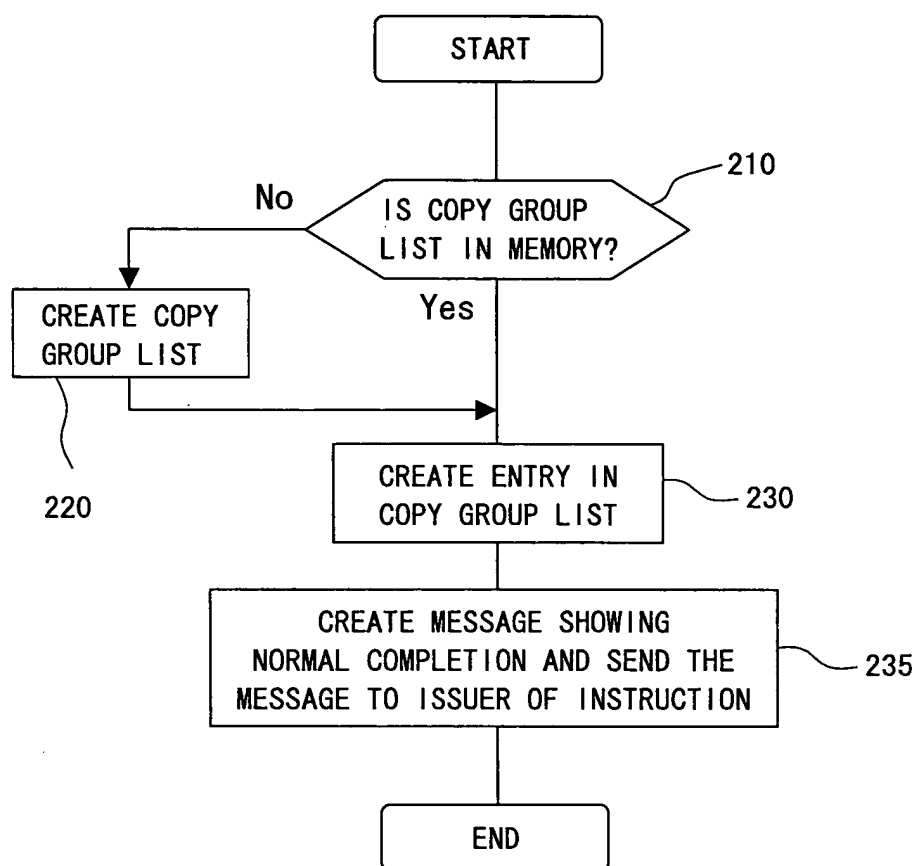 START
210
No
IS COPY GROUP
LIST IN MEMORY?
Yes
CREATE COPY
GROUP LIST
220
CREATE ENTRY IN
COPY GROUP LIST
230
CREATE MESSAGE SHOWING
NORMAL COMPLETION AND SEND THE
MESSAGE TO ISSUER OF INSTRUCTION
235
END